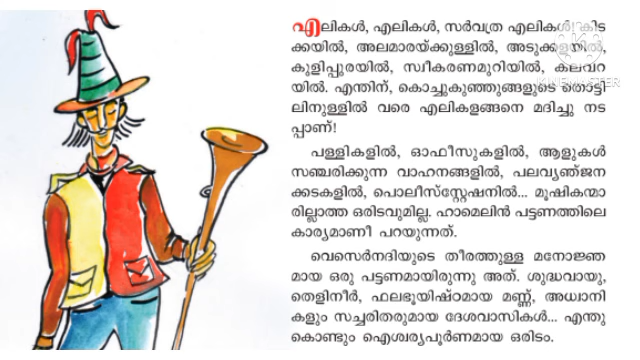 എലികൾ, എലികൾ, സർവത്ര എലികൾ! കിട
ക്കയിൽ, അലമാരയ്ക്കുള്ളിൽ, അടുക്കളയിൽ,
കുളിപ്പുരയിൽ, സ്വീകരണമുറിയിൽ, കലവറ
യിൽ. എന്തിന്, കൊച്ചുകുഞ്ഞുങ്ങളുടെ തൊട്ടി
ലിനുള്ളിൽ വരെ എലികളങ്ങനെ മദിച്ചു നട
പ്പാണ്!
പള്ളികളിൽ, ഓഫീസുകളിൽ, ആളുകൾ
സഞ്ചരിക്കുന്ന വാഹനങ്ങളിൽ, പലവ്യഞ്ജന
ക്കടകളിൽ, പൊലീസ്‌സ്റ്റേഷനിൽ... മൂഷികന്മാ
രില്ലാത്ത ഒരിടവുമില്ല. ഹാമെലിൻ പട്ടണത്തിലെ
കാര്യമാണീ പറയുന്നത്.
വെസെർനദിയുടെ തീരത്തുള്ള മനോജ്ഞ
മായ ഒരു പട്ടണമായിരുന്നു അത്. ശുദ്ധവായു,
തെളിനീർ, ഫലഭൂയിഷ്ഠമായ മണ്ണ്, അധ്വാനി
കളും സച്ചരിതരുമായ ദേശവാസികൾ... എന്തു
കൊണ്ടും ഐശ്വര്യപൂർണമായ ഒരിടം.
KINEMASTER